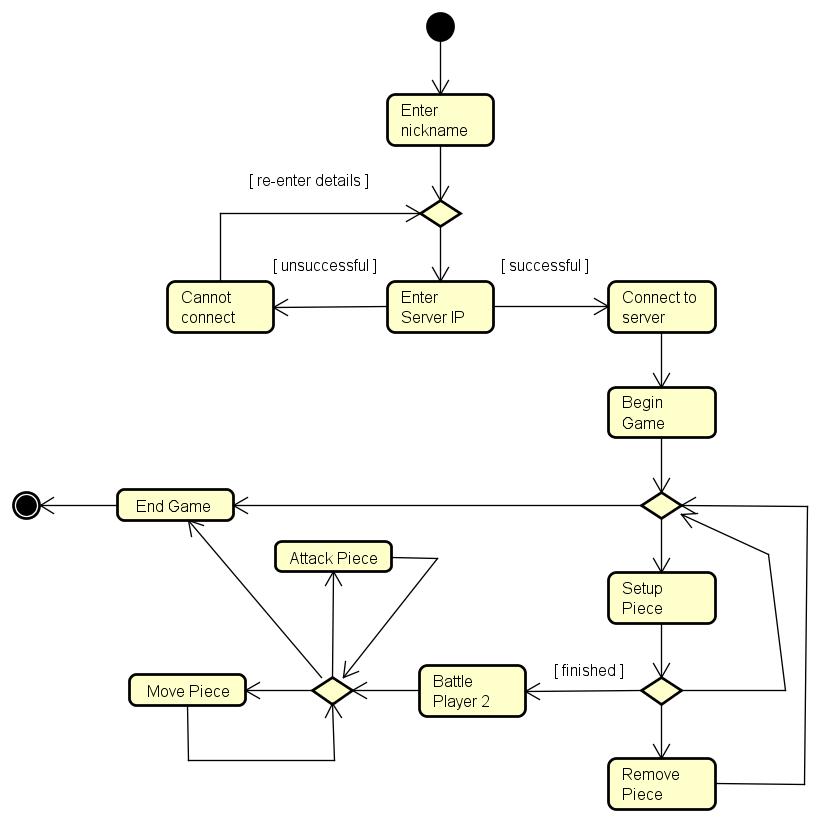 Enter
nickname
[ re-enter details ]
[ unsuccessful ]
[ successful ]
Cannot
connect
Enter
Server IP
Connect to
server
Begin
Game
End Game
Attack Piece
Setup
Piece
Move Piece
Battle
Player 2
[ finished ]
Remove
Piece